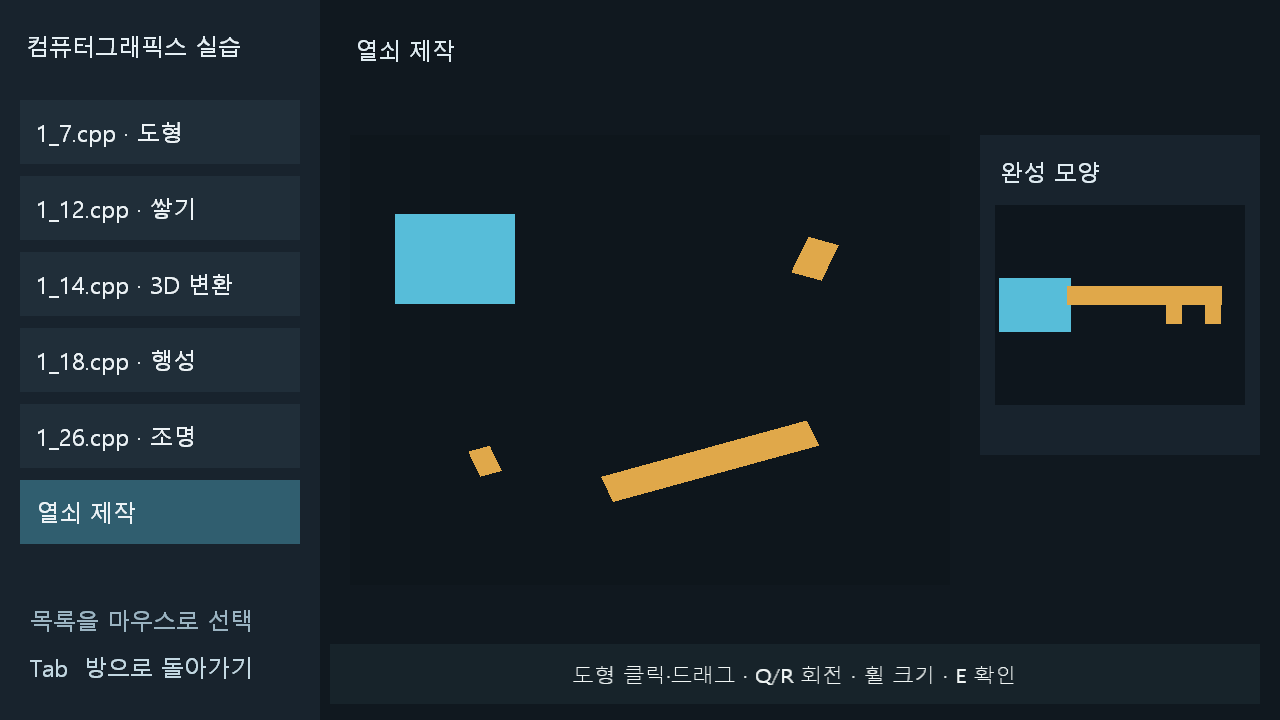 컴퓨터그래픽스 실습
1_7.cpp · 도형
1_12.cpp · 쌓기
1_14.cpp · 3D 변환
1_18.cpp · 행성
1_26.cpp · 조명
열쇠 제작
목록을 마우스로 선택
Tab 방으로 돌아가기
열쇠 제작
완성 모양
도형 클릭·드래그 · Q/R 회전 · 휠 크기 · E 확인